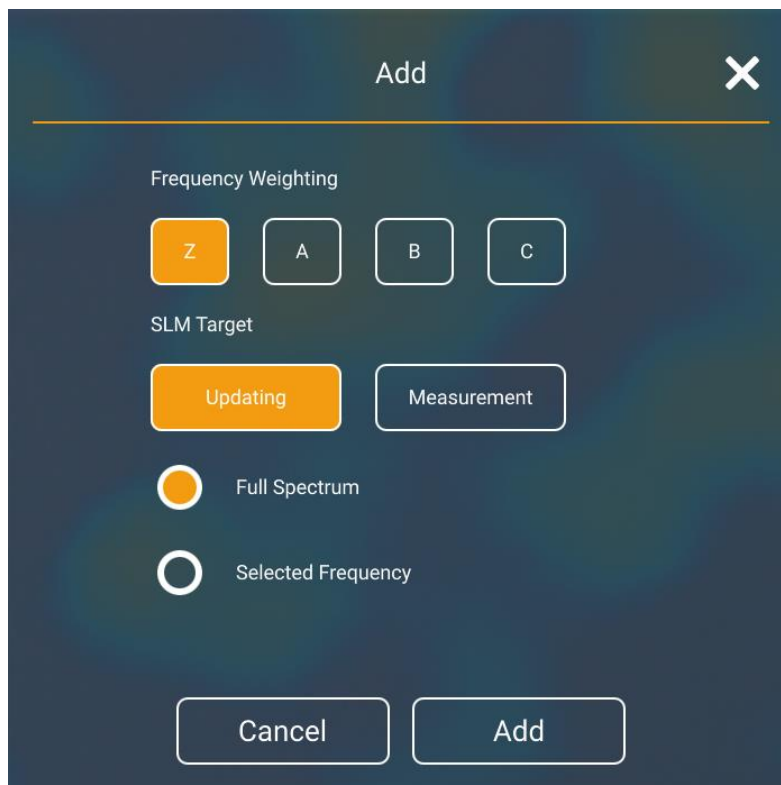 Add
Frequency Weighting
Z A B C
SLM Target
Updating Measurement
Full Spectrum
Selected Frequency
Cancel Add